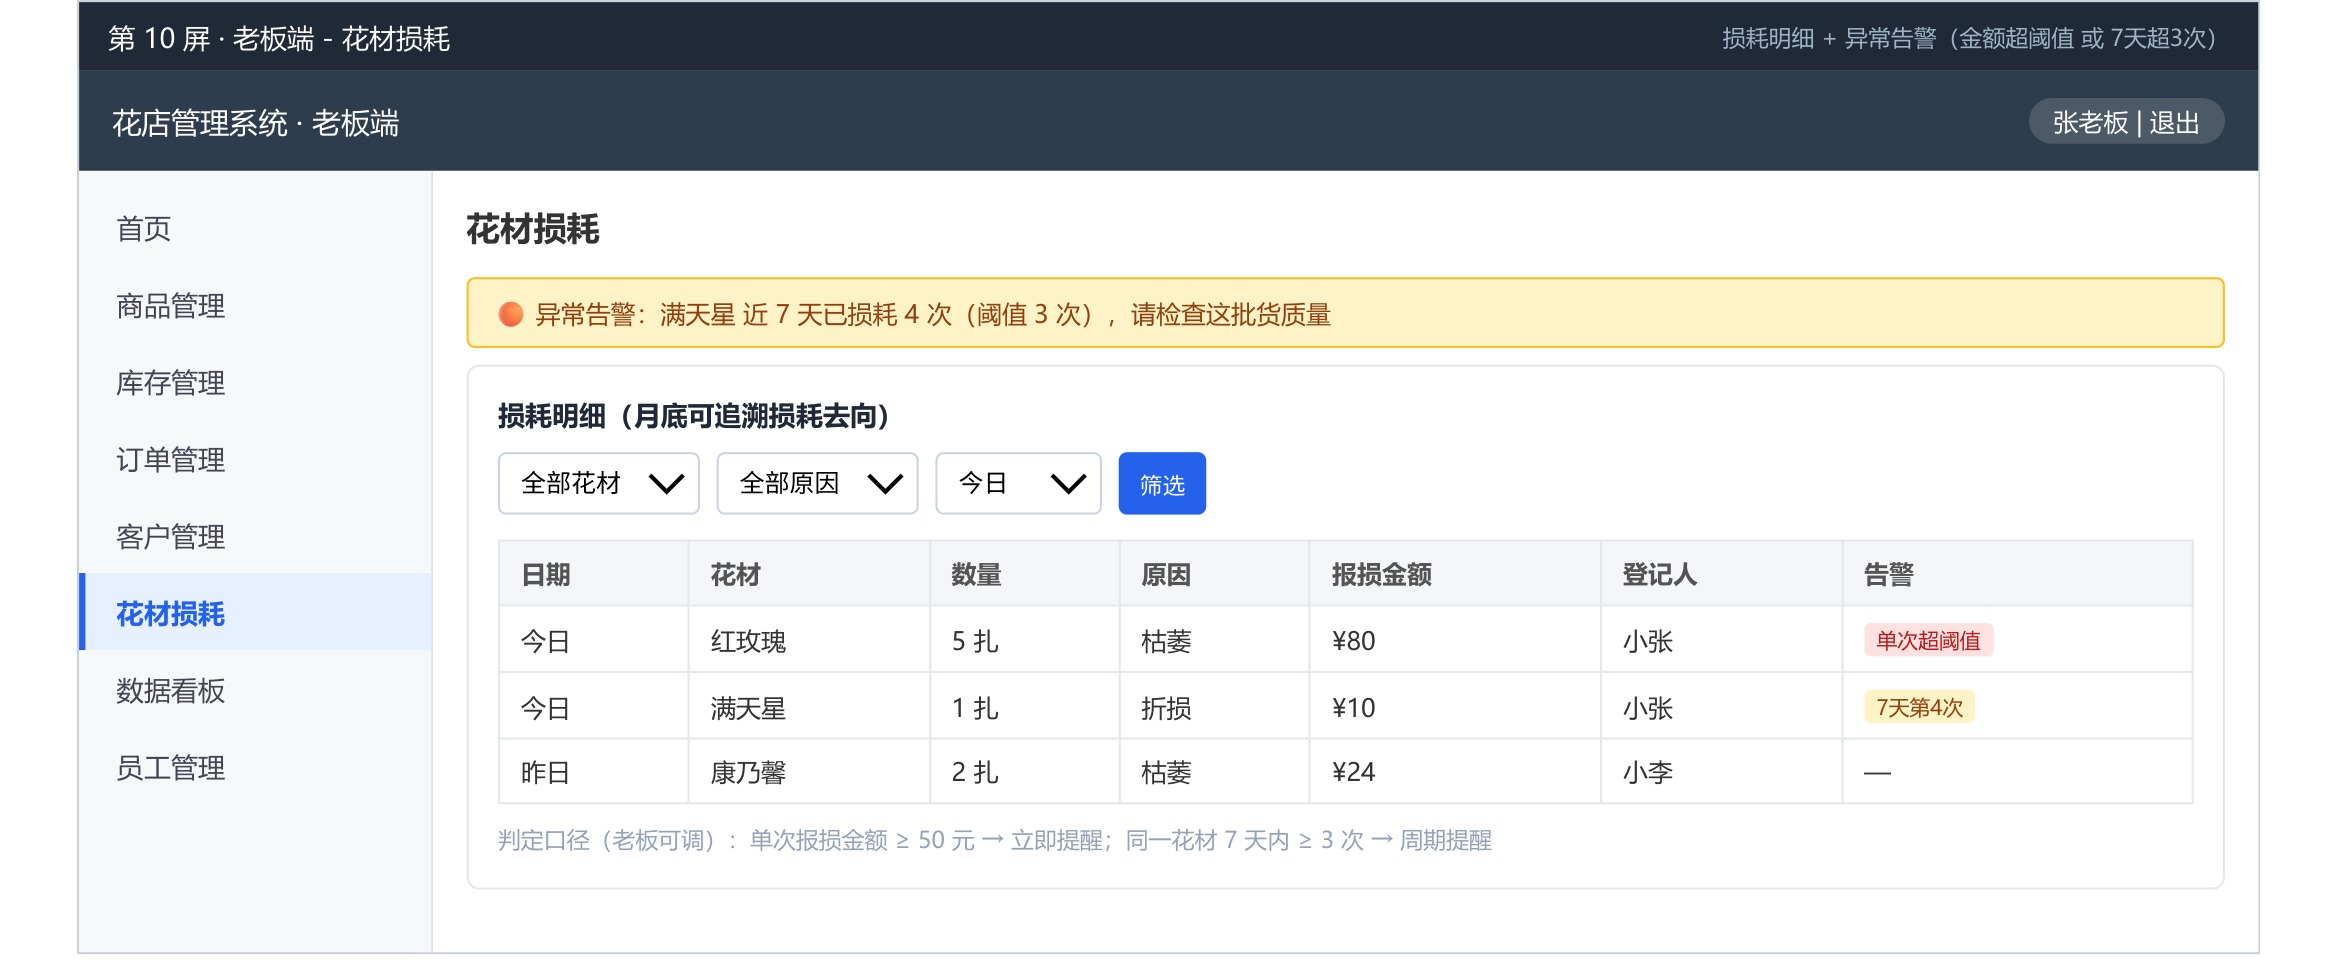 第 10 屏 · 老板端 - 花材损耗
损耗明细 + 异常告警（金额超阈值 或 7天超3次）
花店管理系统 · 老板端
张老板 | 退出
首页
商品管理
库存管理
订单管理
客户管理
花材损耗
数据看板
员工管理
花材损耗
异常告警：满天星 近 7 天已损耗 4 次（阈值 3 次），请检查这批货质量
损耗明细（月底可追溯损耗去向）
全部花材 全部原因 今日 筛选
日期 花材 数量 原因 报损金额 登记人 告警
今日 红玫瑰 5 扎 枯萎 ¥80 小张 单次超阈值
今日 满天星 1 扎 折损 ¥10 小张 7天第4次
昨日 康乃馨 2 扎 枯萎 ¥24 小李 —
判定口径（老板可调）：单次报损金额 ≥ 50 元 → 立即提醒；同一花材 7 天内 ≥ 3 次 → 周期提醒